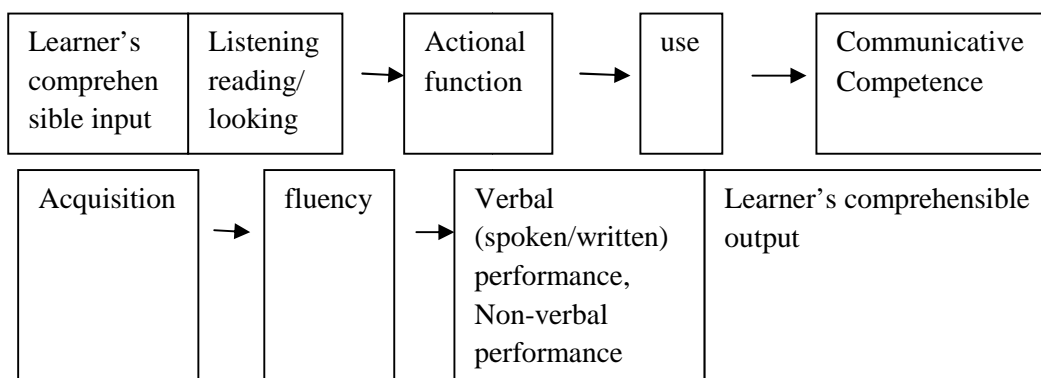 Learner’s
comprehen
sible input
Listening
reading/
looking
Actional
function
use
Communicative
Competence
Acquisition
fluency
Verbal
(spoken/written)
performance,
Non-verbal
performance
Learner’s comprehensible
output